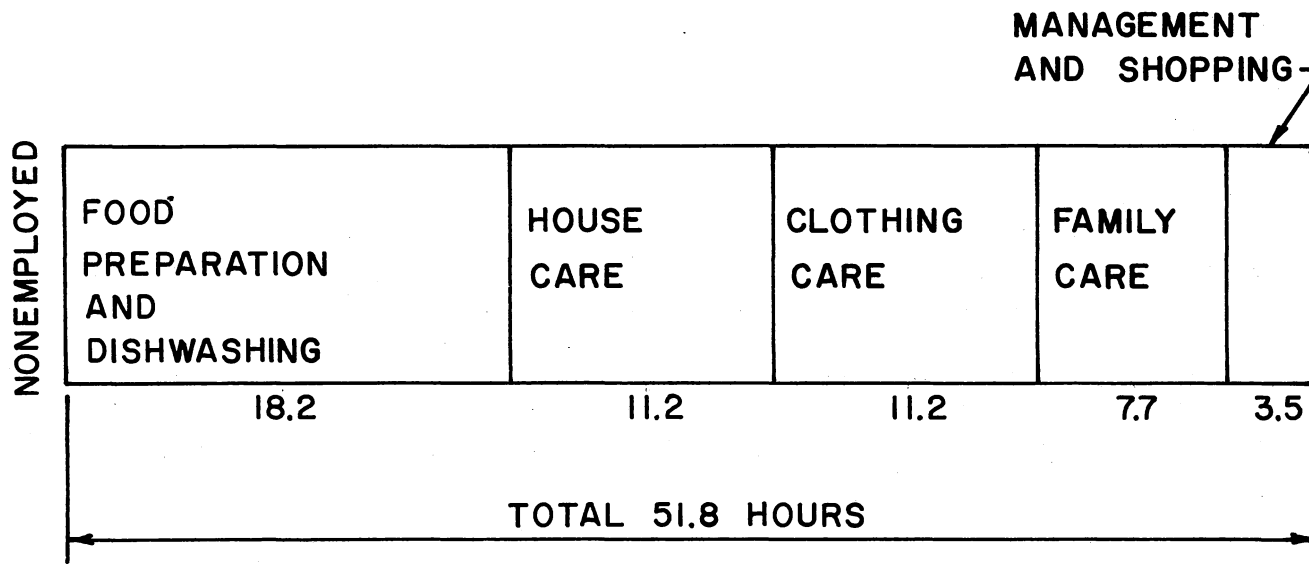 MANAGEMENT
AND SHOPPING
NONEMPLOYED
FOOD
PREPARATION
AND
DISHWASHING
HOUSE
CARE
CLOTHING
CARE
FAMILY
CARE
18.2 11.2 11.2 7.7 3.5
TOTAL 51.8 HOURS